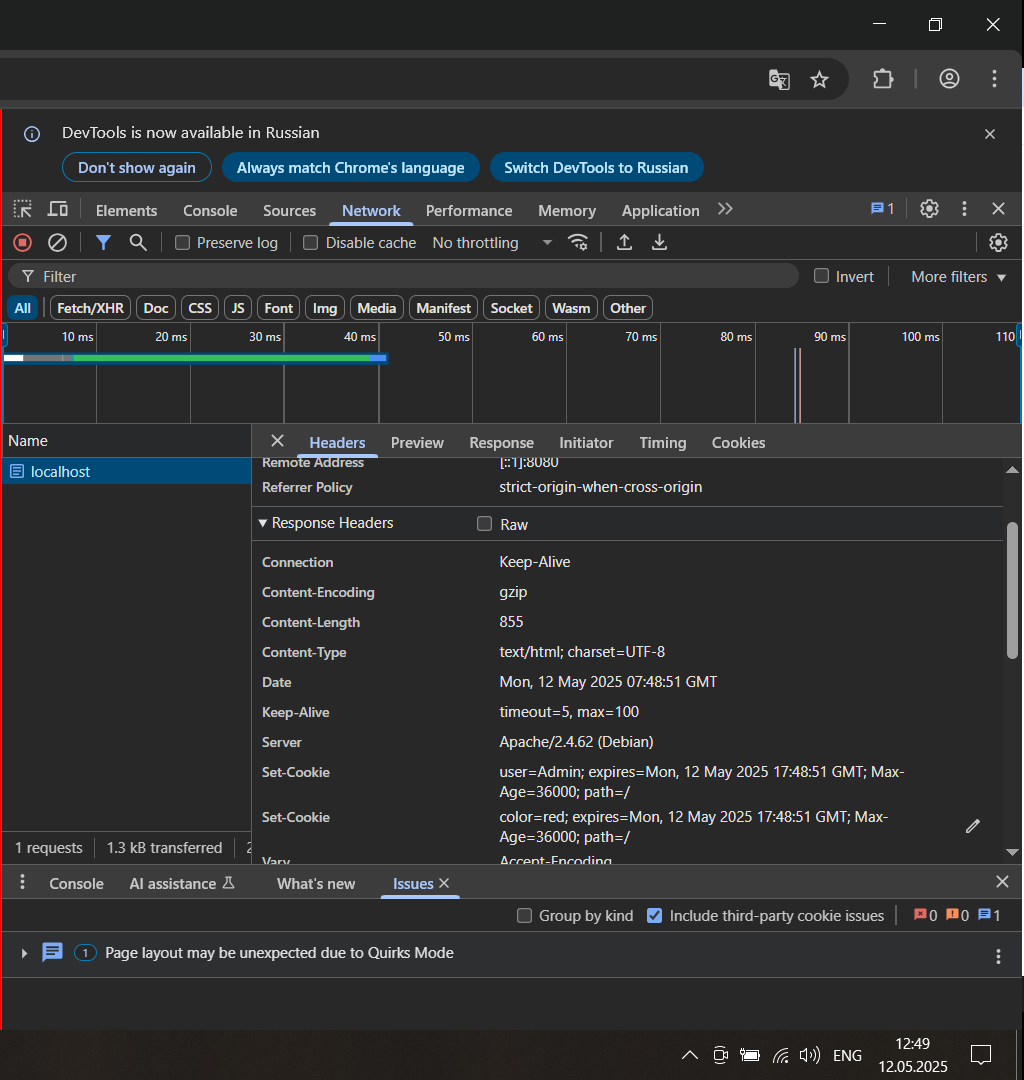 DevTools is now available in Russian
Don't show again Always match Chrome's language Switch DevTools to Russian
Elements Console Sources Network Performance Memory Application 1
Preserve log Disable cache No throttling
Filter Invert More filters
All Fetch/XHR Doc CSS JS Font Img Media Manifest Socket Wasm Other
10 ms 20 ms 30 ms 40 ms 50 ms 60 ms 70 ms 80 ms 90 ms 100 ms 110
Name
Headers Preview Response Initiator Timing Cookies
localhost
Remote Address [::1]:8080
Referrer Policy strict-origin-when-cross-origin
Response Headers Raw
Connection Keep-Alive
Content-Encoding gzip
Content-Length 855
Content-Type text/html; charset=UTF-8
Date Mon, 12 May 2025 07:48:51 GMT
Keep-Alive timeout=5, max=100
Server Apache/2.4.62 (Debian)
Set-Cookie user=Admin; expires=Mon, 12 May 2025 17:48:51 GMT; Max-
Age=36000; path=/
Set-Cookie color=red; expires=Mon, 12 May 2025 17:48:51 GMT; Max-
Age=36000; path=/
Vary Accept-Encoding
1 requests 1.3 kB transferred 2
Console AI assistance What's new Issues
Group by kind Include third-party cookie issues 0 0 1
1 Page layout may be unexpected due to Quirks Mode
ENG
12:49
12.05.2025